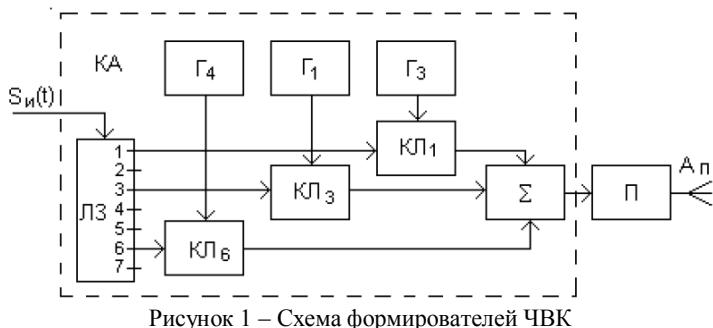 КА
Г4
Г1
Г3
Sи(t)
КЛ1
Ап
1
2
3
4
5
6
7
ЛЗ
КЛ3
Σ
П
КЛ6
Рисунок 1 – Схема формирователей ЧВК